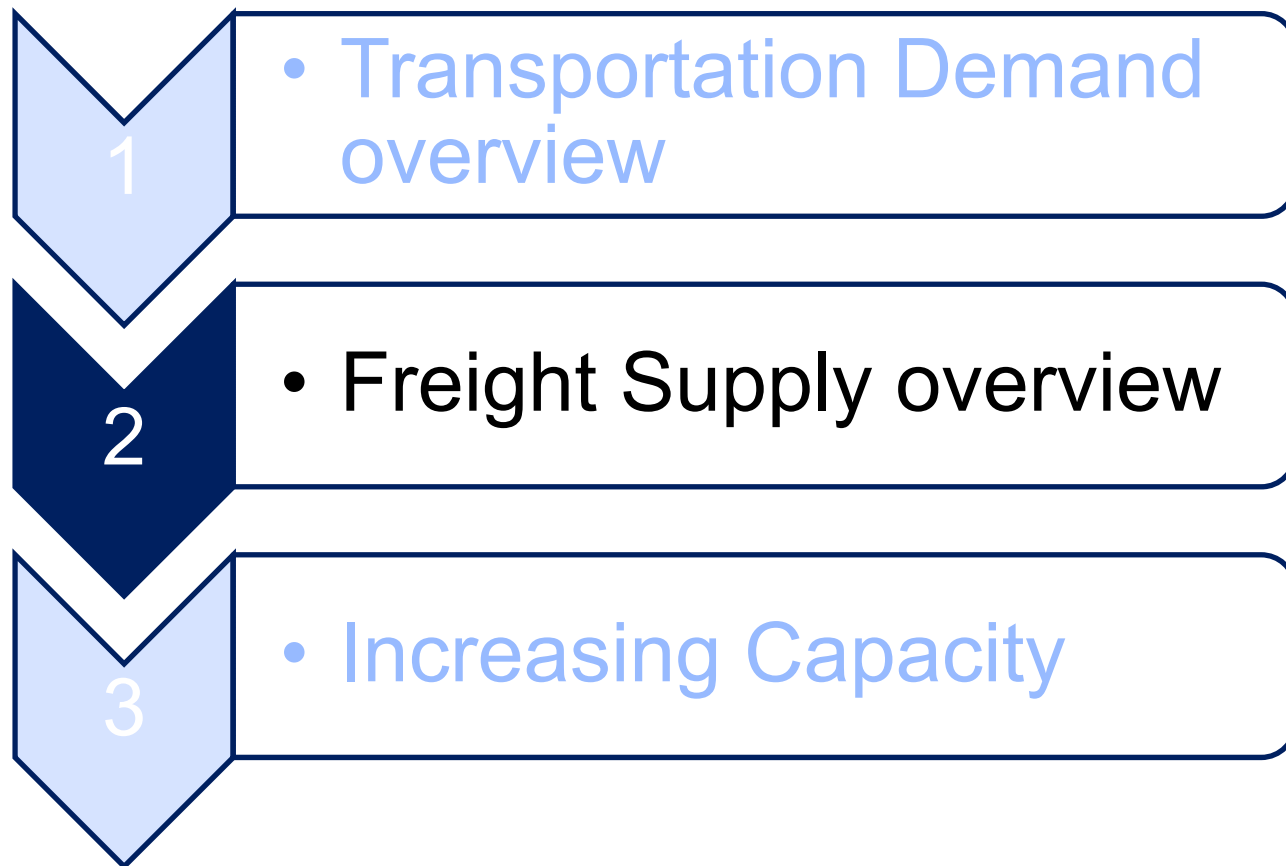 1
• Transportation Demand
overview
2
• Freight Supply overview
3
• Increasing Capacity